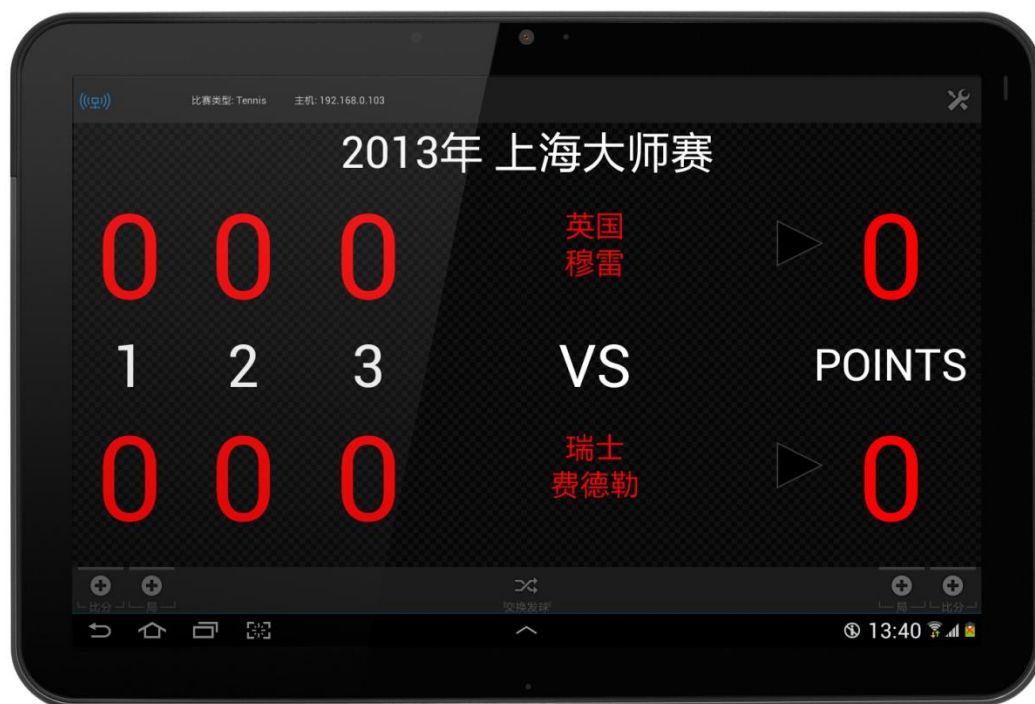 比赛类型: Tennis 主机: 192.168.0.103
2013年 上海大师赛
0 0 0 英国 0
穆雷
1 2 3 VS POINTS
0 0 0 瑞士 0
费德勒
比分 局 '交换发球' 局 比分
13:40